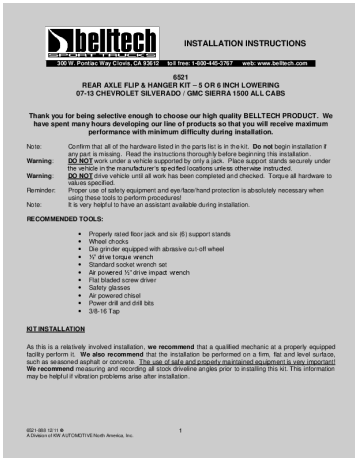 belltech
SPORT TRUCKS
INSTALLATION INSTRUCTIONS
300 W. Pontiac Way Clovis, CA 93612 toll free: 1-800-445-3767 web: www.belltech.com
6521
REAR AXLE FLIP & HANGER KIT – 5 OR 6 INCH LOWERING
07-13 CHEVROLET SILVERADO / GMC SIERRA 1500 ALL CABS
Thank you for being selective enough to choose our high quality BELLTECH PRODUCT. We
have spent many hours developing our line of products so that you will receive maximum
performance with minimum difficulty during installation.
Note: Confirm that all of the hardware listed in the parts list is in the kit. Do not begin installation if
any part is missing. Read the instructions thoroughly before beginning this installation.
Warning: DO NOT work under a vehicle supported by only a jack. Place support stands securely under
the vehicle in the manufacturer's specified locations unless otherwise instructed.
Warning: DO NOT drive vehicle until all work has been completed and checked. Torque all hardware to
values specified.
Reminder: Proper use of safety equipment and eye/face/hand protection is absolutely necessary when
using these tools to perform procedures!
Note: It is very helpful to have an assistant available during installation.
RECOMMENDED TOOLS:
• Properly rated floor jack and six (6) support stands
• Wheel chocks
• Die grinder equipped with abrasive cut-off wheel
• ½" drive torque wrench
• Standard socket wrench set
• Air powered ½" drive impact wrench
• Flat bladed screw driver
• Safety glasses
• Air powered chisel
• Power drill and drill bits
• 3/8-16 Tap
KIT INSTALLATION
As this is a relatively involved installation, we recommend that a qualified mechanic at a properly equipped
facility perform it. We also recommend that the installation be performed on a firm, flat and level surface,
such as seasoned asphalt or concrete. The use of safe and properly maintained equipment is very important!
We recommend measuring and recording all stock driveline angles prior to installing this kit. This information
may be helpful if vibration problems arise after installation.
6521-888 12/11
A Division of KW AUTOMOTIVE North America, Inc.
1